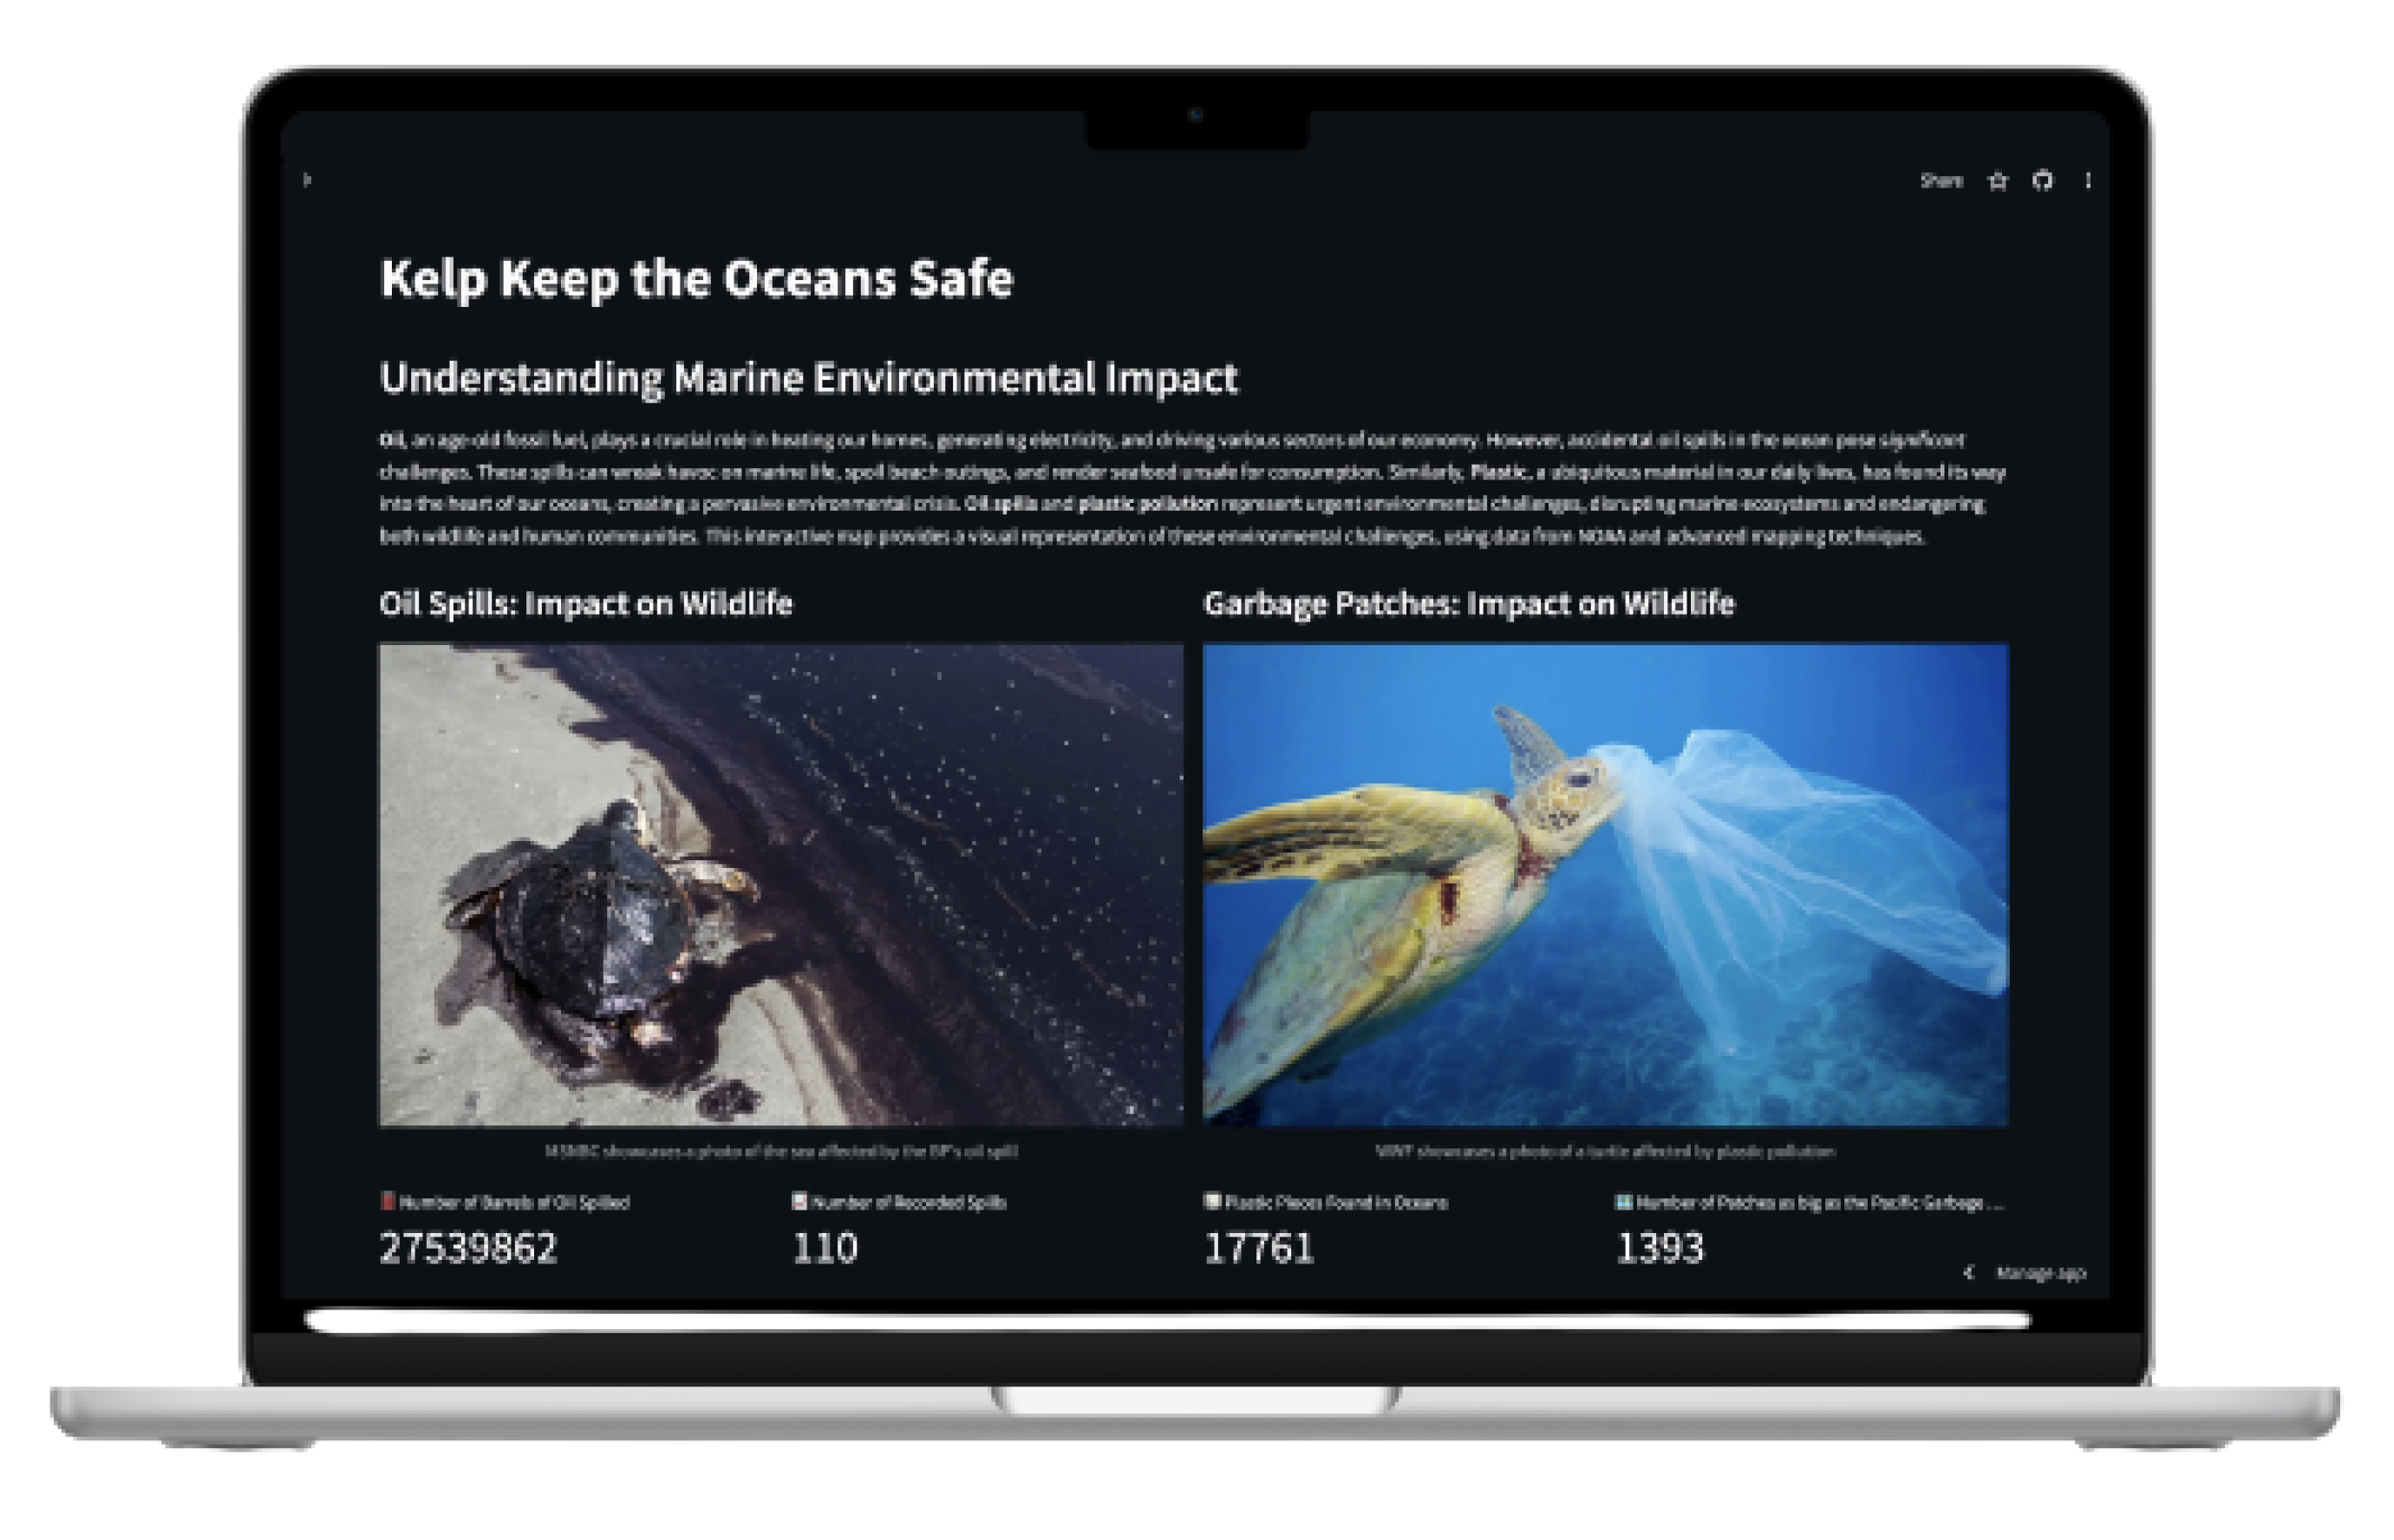 Share
Kelp Keep the Oceans Safe
Understanding Marine Environmental Impact
Oil, an age-old fossil fuel, plays a crucial role in heating our homes, generating electricity, and driving various sectors of our economy. However, accidental oil spills in the ocean pose significant
challenges. These spills can wreak havoc on marine life, spoil beach outings, and render seafood unsafe for consumption. Similarly, Plastic, a ubiquitous material in our daily lives, has found its way
into the heart of our oceans, creating a pervasive environmental crisis. Oil spills and plastic pollution represent urgent environmental challenges, disrupting marine ecosystems and endangering
both wildlife and human communities. This interactive map provides a visual representation of these environmental challenges, using data from NOAA and advanced mapping techniques.
Oil Spills: Impact on Wildlife
Garbage Patches: Impact on Wildlife
MSNBC showcases a photo of the sea affected by the BP's oil spill
WWF showcases a photo of a turtle affected by plastic pollution
Number of Barrels of Oil Spilled
27539862
Number of Recorded Spills
110
Plastic Pieces Found in Oceans
17761
Number of Patches as big as the Pacific Garbage ...
1393
Manage app